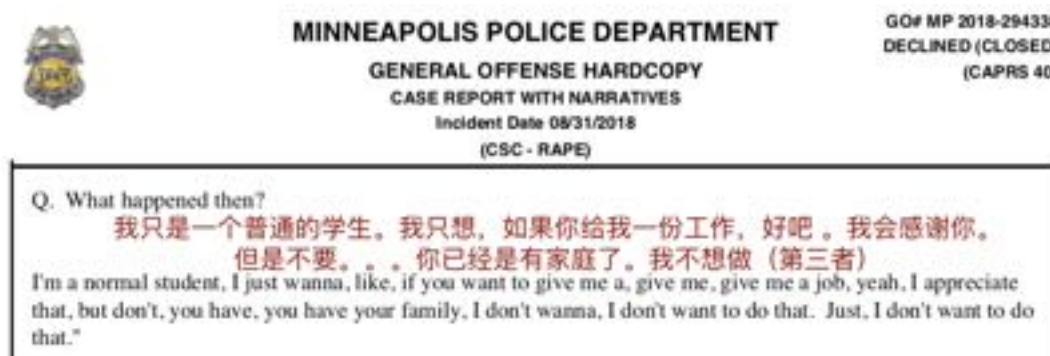 MINNEAPOLIS POLICE DEPARTMENT
GO# MP 2018-29433
DECLINED (CLOSED
GENERAL OFFENSE HARDCOPY
(CAPRS 40
CASE REPORT WITH NARRATIVES
Incident Date 08/31/2018
(CSC - RAPE)
Q. What happened then?
我只是一个普通的学生。我只想，如果你给我一份工作，好吧 。我会感谢你。
但是不要。。。你已经是有家庭了。我不想做（第三者）
I'm a normal student, I just wanna, like, if you want to give me a, give me, give me a job, yeah, I appreciate
that, but don't, you have, you have your family, I don't wanna, I don't want to do that. Just, I don't want to do
that."